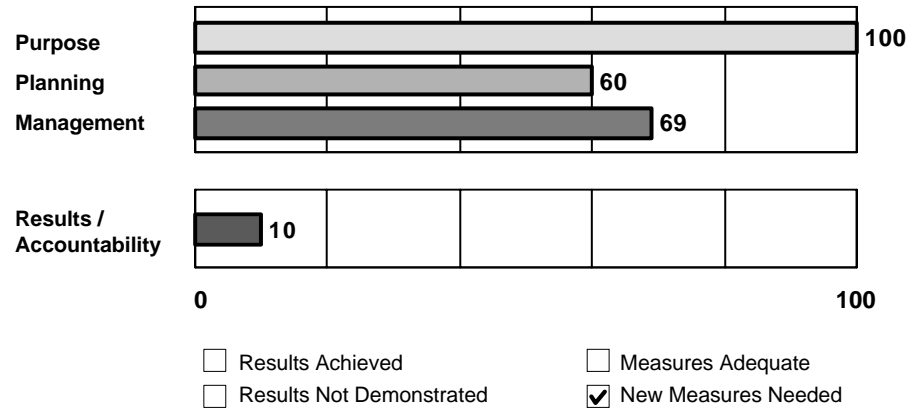 Purpose 100
Planning 60
Management 69
Results /
Accountability 10
0 100
Results Achieved Measures Adequate
Results Not Demonstrated New Measures Needed